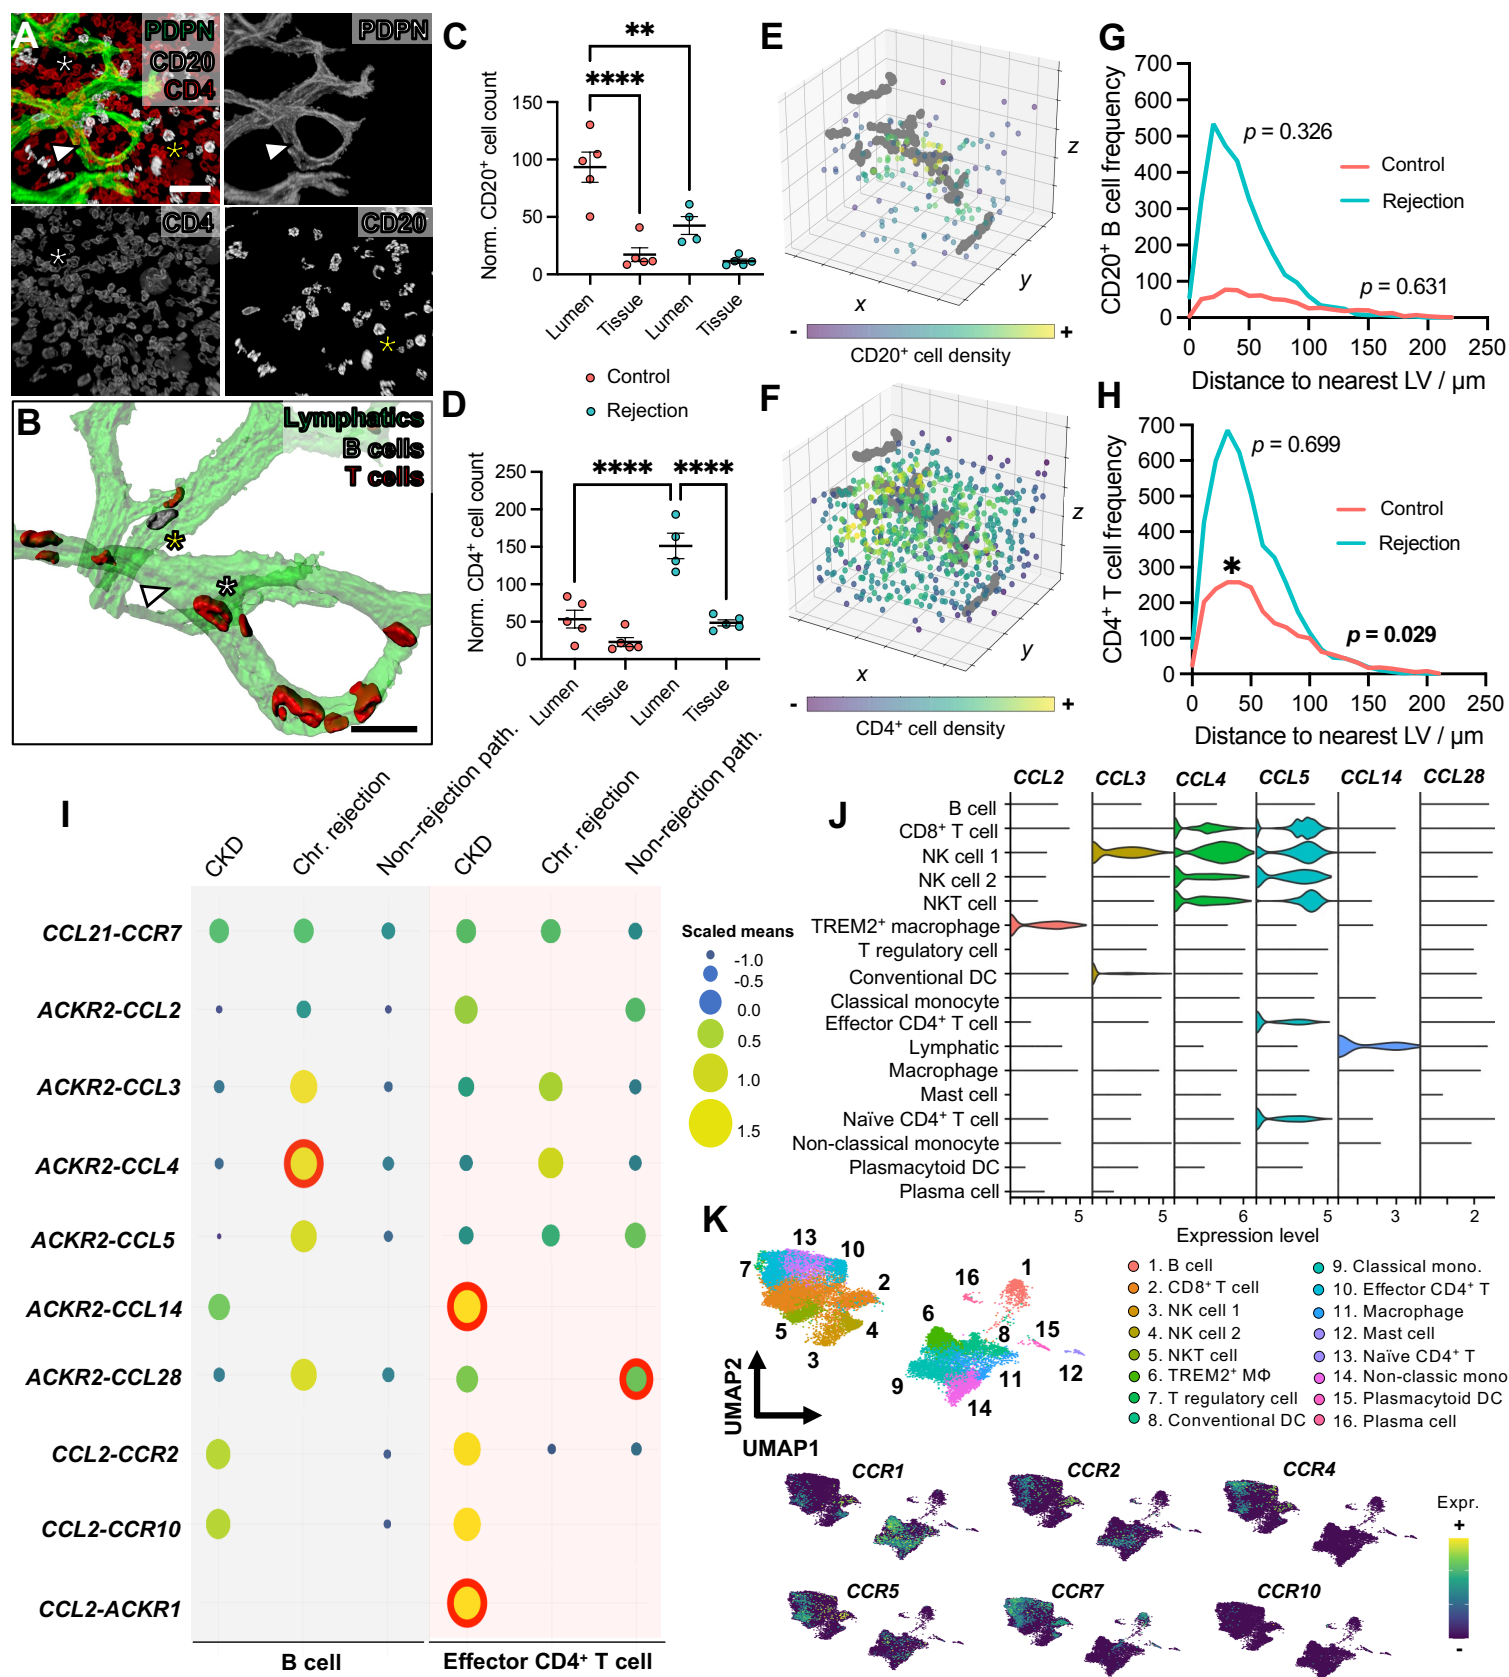 A
PDPN
CD20
CD4
PDPN
CD4
CD20
B
Lymphatics
B cells
T cells
C
**
****
Norm. CD20⁺ cell count
150
100
50
0
Lumen
Tissue
Lumen
Tissue
Control
Rejection
D
****
****
Norm. CD4⁺ cell count
250
200
150
100
50
0
Lumen
Tissue
Lumen
Tissue
E
z
y
x
- +
CD20⁺ cell density
F
z
y
x
- +
CD4⁺ cell density
G
CD20⁺ B cell frequency
700
600
500
400
300
200
100
0
p = 0.326
Control
Rejection
p = 0.631
0 50 100 150 200 250
Distance to nearest LV / µm
H
CD4⁺ T cell frequency
700
600
500
400
300
200
100
0
p = 0.699
Control
Rejection
*
p = 0.029
0 50 100 150 200 250
Distance to nearest LV / µm
I
CKD
Chr. rejection
Non--rejection path.
CKD
Chr. rejection
Non-rejection path.
CCL21-CCR7
ACKR2-CCL2
ACKR2-CCL3
ACKR2-CCL4
ACKR2-CCL5
ACKR2-CCL14
ACKR2-CCL28
CCL2-CCR2
CCL2-CCR10
CCL2-ACKR1
B cell
Effector CD4⁺ T cell
Scaled means
-1.0
-0.5
0.0
0.5
1.0
1.5
J
CCL2 CCL3 CCL4 CCL5 CCL14 CCL28
B cell
CD8⁺ T cell
NK cell 1
NK cell 2
NKT cell
TREM2⁺ macrophage
T regulatory cell
Conventional DC
Classical monocyte
Effector CD4⁺ T cell
Lymphatic
Macrophage
Mast cell
Naïve CD4⁺ T cell
Non-classical monocyte
Plasmacytoid DC
Plasma cell
5 5 6 5 3 2
Expression level
K
13
10
7
2
5
4
3
1
16
6
8
15
12
11
9
14
UMAP2
UMAP1
1. B cell
2. CD8⁺ T cell
3. NK cell 1
4. NK cell 2
5. NKT cell
6. TREM2⁺ MΦ
7. T regulatory cell
8. Conventional DC
9. Classical mono.
10. Effector CD4⁺ T
11. Macrophage
12. Mast cell
13. Naïve CD4⁺ T
14. Non-classic mono
15. Plasmacytoid DC
16. Plasma cell
CCR1
CCR2
CCR4
CCR5
CCR7
CCR10
Expr.
+
-